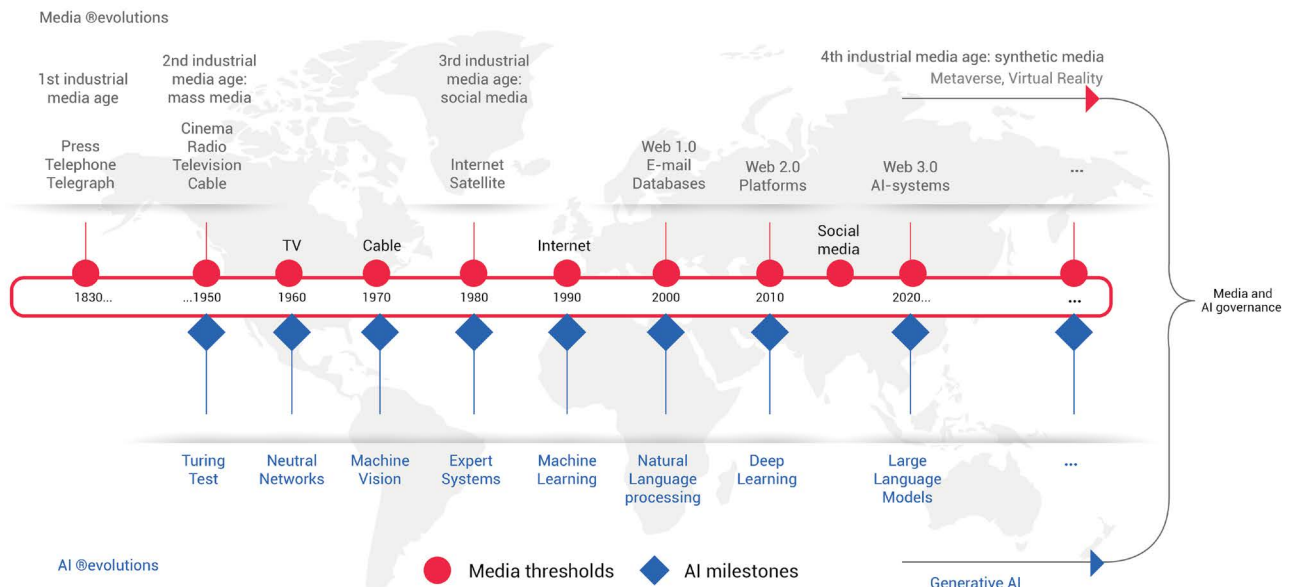 Media ®evolutions
1st industrial
media age
2nd industrial
media age:
mass media
3rd industrial
media age:
social media
4th industrial media age: synthetic media
Metaverse, Virtual Reality
Press
Telephone
Telegraph
Cinema
Radio
Television
Cable
Internet
Satellite
Web 1.0
E-mail
Databases
Web 2.0
Platforms
Web 3.0
AI-systems
...
TV
Cable
Internet
Social
media
1830...
...1950
1960
1970
1980
1990
2000
2010
2020...
...
Media and
AI governance
Turing
Test
Neutral
Networks
Machine
Vision
Expert
Systems
Machine
Learning
Natural
Language
processing
Deep
Learning
Large
Language
Models
...
AI ®evolutions
Media thresholds
AI milestones
Generative AI